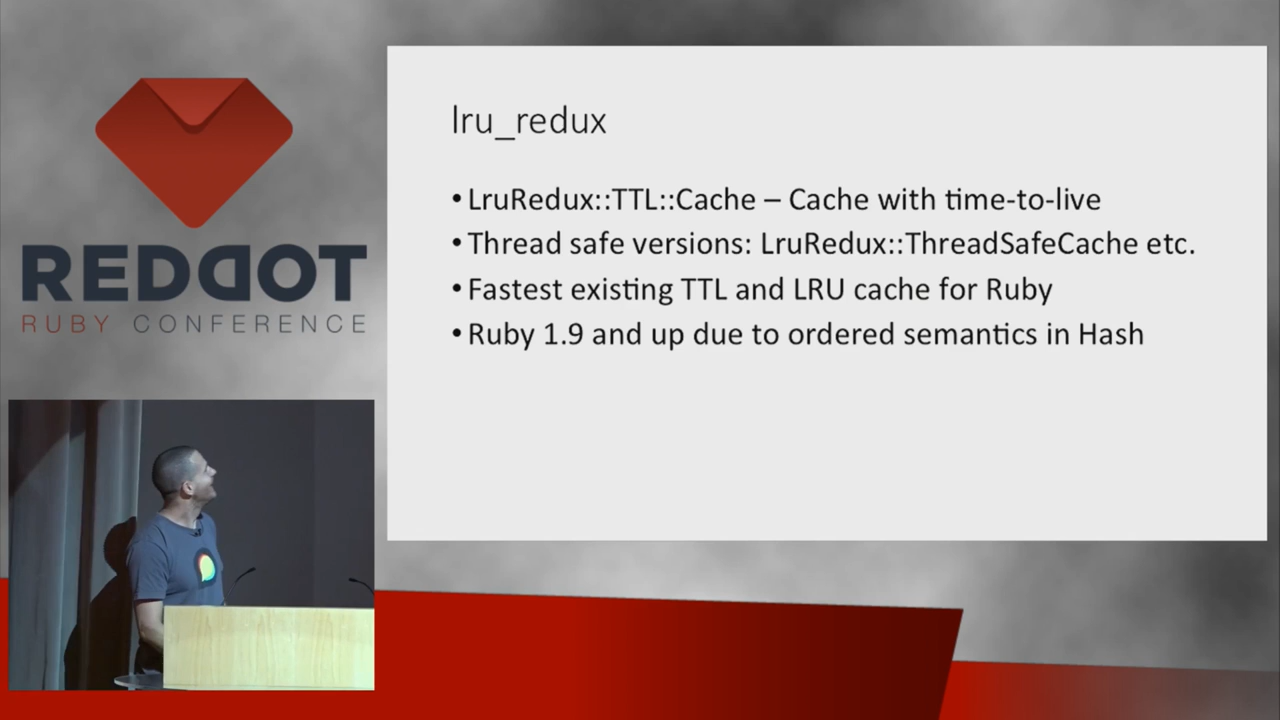 REDDOT
RUBY CONFERENCE
lru_redux
• LruRedux::TTL::Cache – Cache with time-to-live
• Thread safe versions: LruRedux::ThreadSafeCache etc.
• Fastest existing TTL and LRU cache for Ruby
• Ruby 1.9 and up due to ordered semantics in Hash